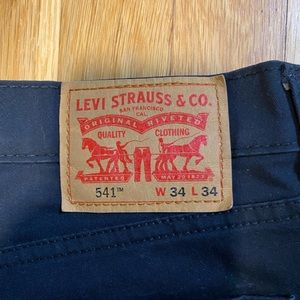 LEVI STRAUSS & CO.
SAN FRANCISCO
CAL.
ORIGINAL RIVETED
QUALITY CLOTHING
PATENTED MAY 20 1873
541™ W 34 L 34